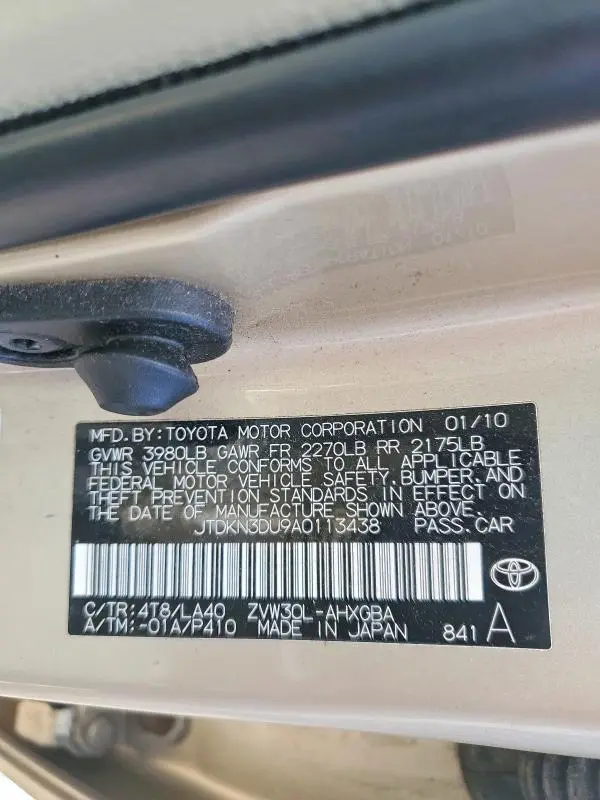 MFD. BY: TOYOTA MOTOR CORPORATION 01/10
GVWR 3980LB GAWR FR 2270LB RR 2175LB
THIS VEHICLE CONFORMS TO ALL APPLICABLE
FEDERAL MOTOR VEHICLE SAFETY, BUMPER, AND
THEFT PREVENTION STANDARDS IN EFFECT ON
THE DATE OF MANUFACTURE SHOWN ABOVE.
JTDKN3DU9A0113438 PASS. CAR
C/TR: 4T8/LA40 ZVW30L-AHXGBA
A/TM: -01A/P410 MADE IN JAPAN 841 A